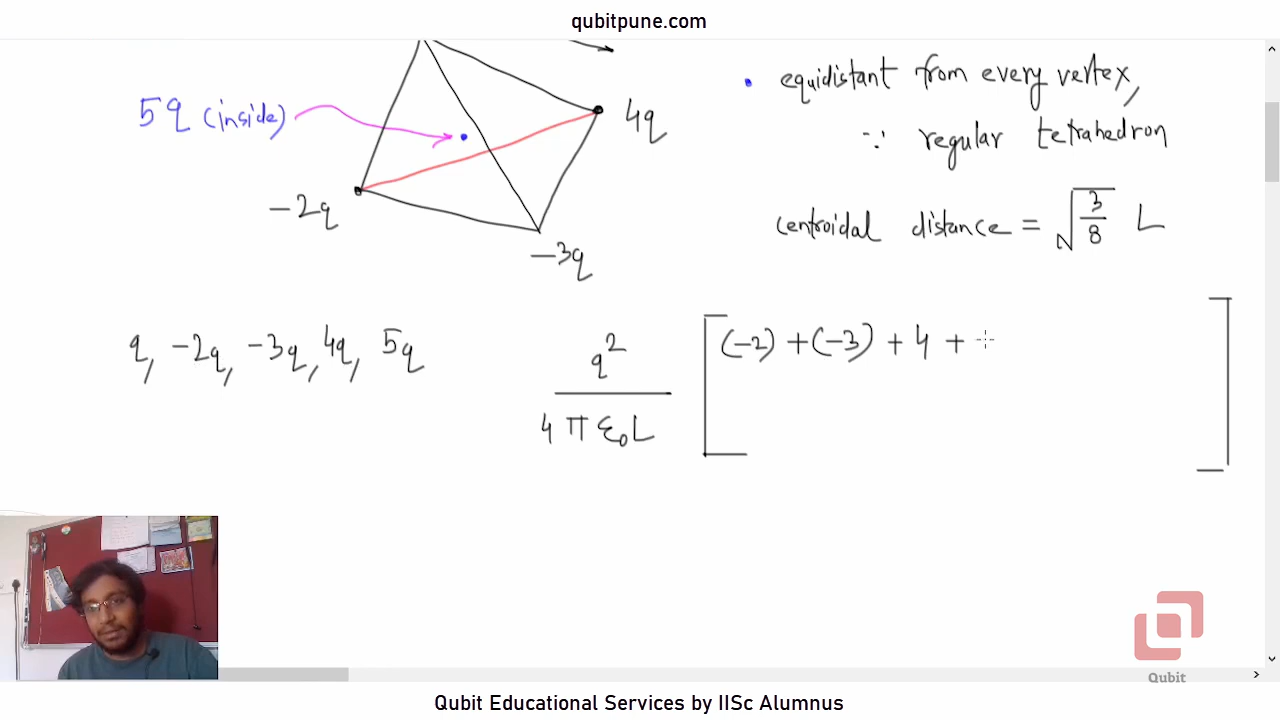 qubitpune.com
5q (inside)
4q
-2q
-3q
• equidistant from every vertex,
∵ regular tetrahedron
centroidal distance = √(3/8) L
q, -2q, -3q, 4q, 5q
q²
4πε₀L
[(-2) + (-3) + 4 +
]
Qubit
Qubit Educational Services by IISc Alumnus